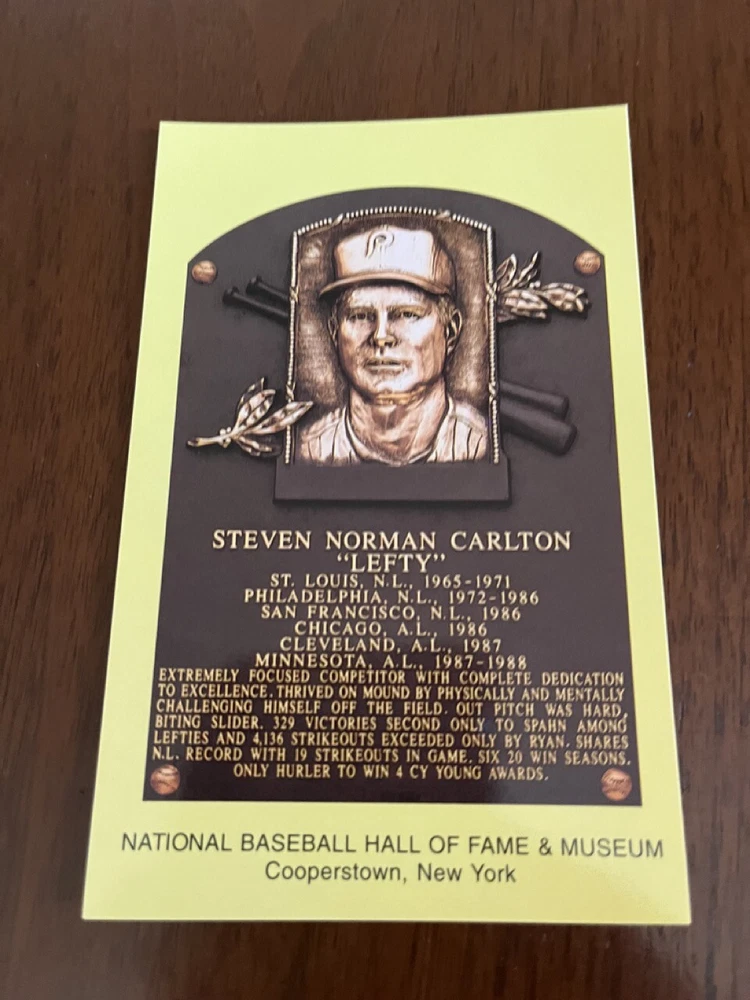 P
STEVEN NORMAN CARLTON
"LEFTY"
ST. LOUIS, N.L., 1965-1971
PHILADELPHIA, N.L., 1972-1986
SAN FRANCISCO, N.L., 1986
CHICAGO, A.L., 1986
CLEVELAND, A.L., 1987
MINNESOTA, A.L., 1987-1988
EXTREMELY FOCUSED COMPETITOR WITH COMPLETE DEDICATION
TO EXCELLENCE. THRIVED ON MOUND BY PHYSICALLY AND MENTALLY
CHALLENGING HIMSELF OFF THE FIELD. OUT PITCH WAS HARD,
BITING SLIDER. 329 VICTORIES SECOND ONLY TO SPAHN AMONG
LEFTIES AND 4,136 STRIKEOUTS EXCEEDED ONLY BY RYAN. SHARES
N.L. RECORD WITH 19 STRIKEOUTS IN GAME. SIX 20 WIN SEASONS.
ONLY HURLER TO WIN 4 CY YOUNG AWARDS.
NATIONAL BASEBALL HALL OF FAME & MUSEUM
Cooperstown, New York